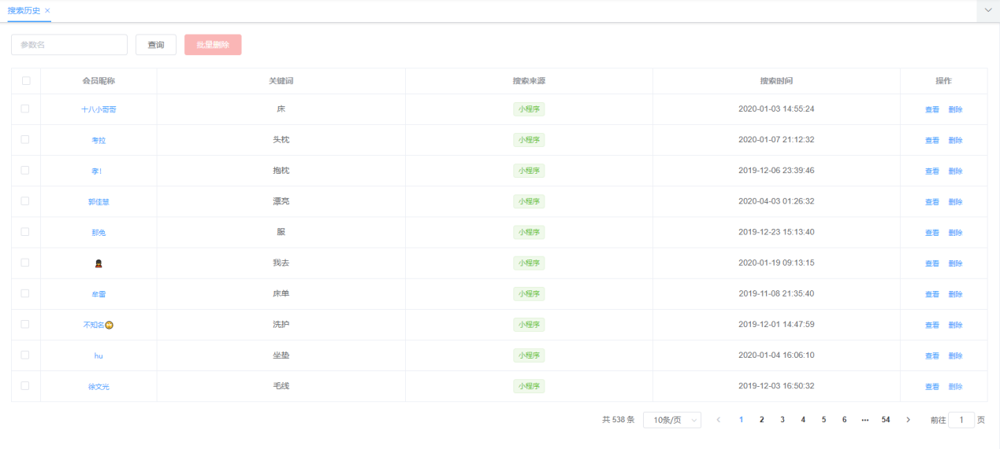 搜索历史 ×
参数名 查询 批量删除
会员昵称 关键词 搜索来源 搜索时间 操作
十八小哥哥 床 小程序 2020-01-03 14:55:24 查看 删除
考拉 头枕 小程序 2020-01-07 21:12:32 查看 删除
孝! 抱枕 小程序 2019-12-06 23:39:46 查看 删除
郭佳慧 漂亮 小程序 2020-04-03 01:26:32 查看 删除
那兔 服 小程序 2019-12-23 15:13:40 查看 删除
我去 小程序 2020-01-19 09:13:15 查看 删除
牟雷 床单 小程序 2019-11-08 21:35:40 查看 删除
不知名🙄 洗护 小程序 2019-12-01 14:47:59 查看 删除
hu 坐垫 小程序 2020-01-04 16:06:10 查看 删除
徐文光 毛线 小程序 2019-12-03 16:50:32 查看 删除
共 538 条 10条/页 < 1 2 3 4 5 6 ··· 54 > 前往 1 页